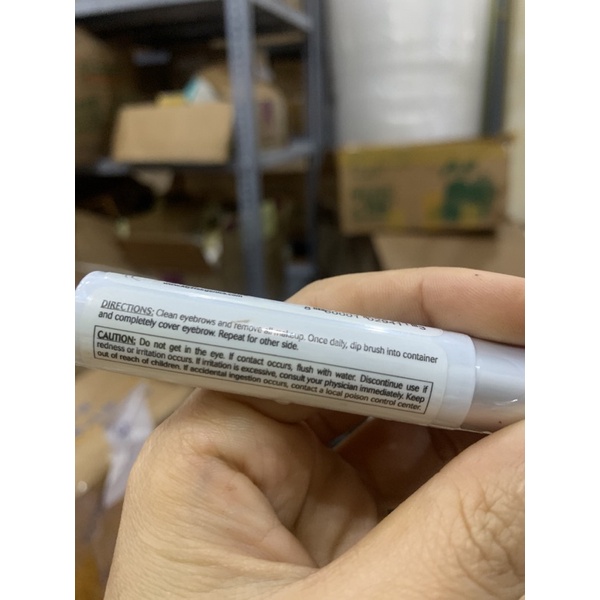 DIRECTIONS: Clean eyebrows and remove all makeup. Once daily, dip brush into container
and completely cover eyebrow. Repeat for other side.
CAUTION: Do not get in the eye. If contact occurs, flush with water. Discontinue use if
redness or irritation occurs. If irritation is excessive, consult your physician immediately. Keep
out of reach of children. If accidental ingestion occurs, contact a local poison control center.